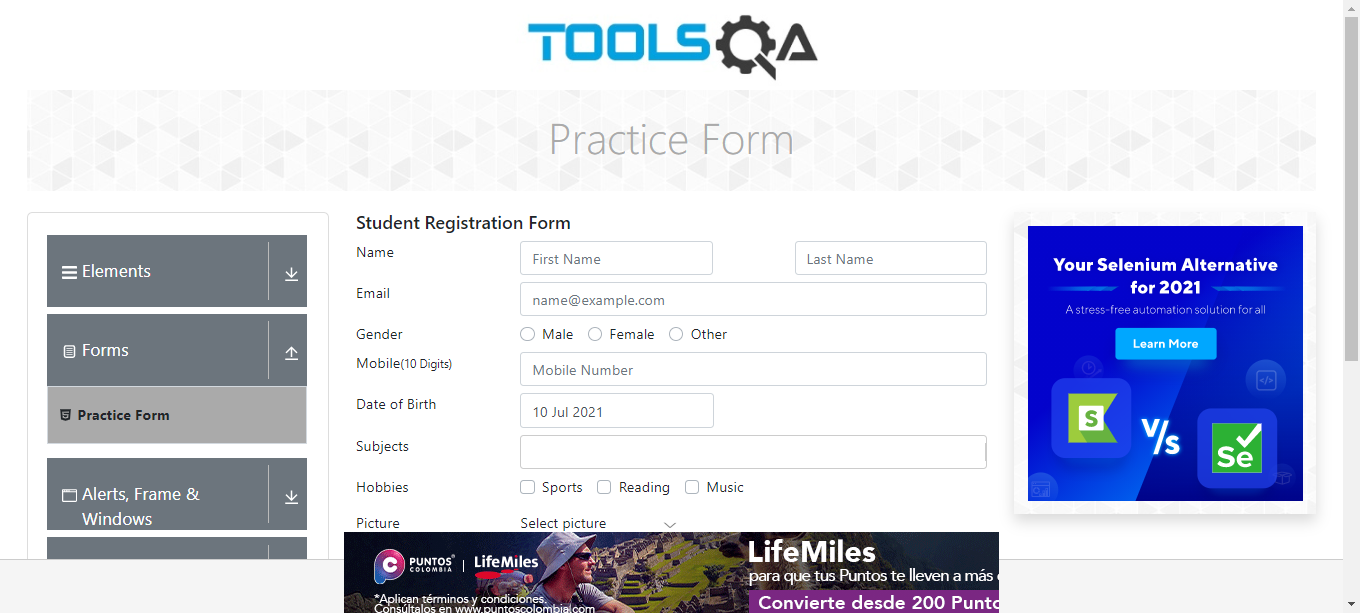 TOOLSQA
Practice Form
Elements
Forms
Practice Form
Alerts, Frame &
Windows
Student Registration Form
Name
First Name
Last Name
Email
name@example.com
Gender
Male
Female
Other
Mobile(10 Digits)
Mobile Number
Date of Birth
10 Jul 2021
Subjects
Hobbies
Sports
Reading
Music
Picture
Select picture
Your Selenium Alternative
for 2021
A stress-free automation solution for all
Learn More
S
V/s
Se
C PUNTOS
COLOMBIA
LifeMiles
*Aplican términos y condiciones.
Consúltalos en www.puntoscolombia.com
LifeMiles
para que tus Puntos te lleven a más
Convierte desde 200 Punto